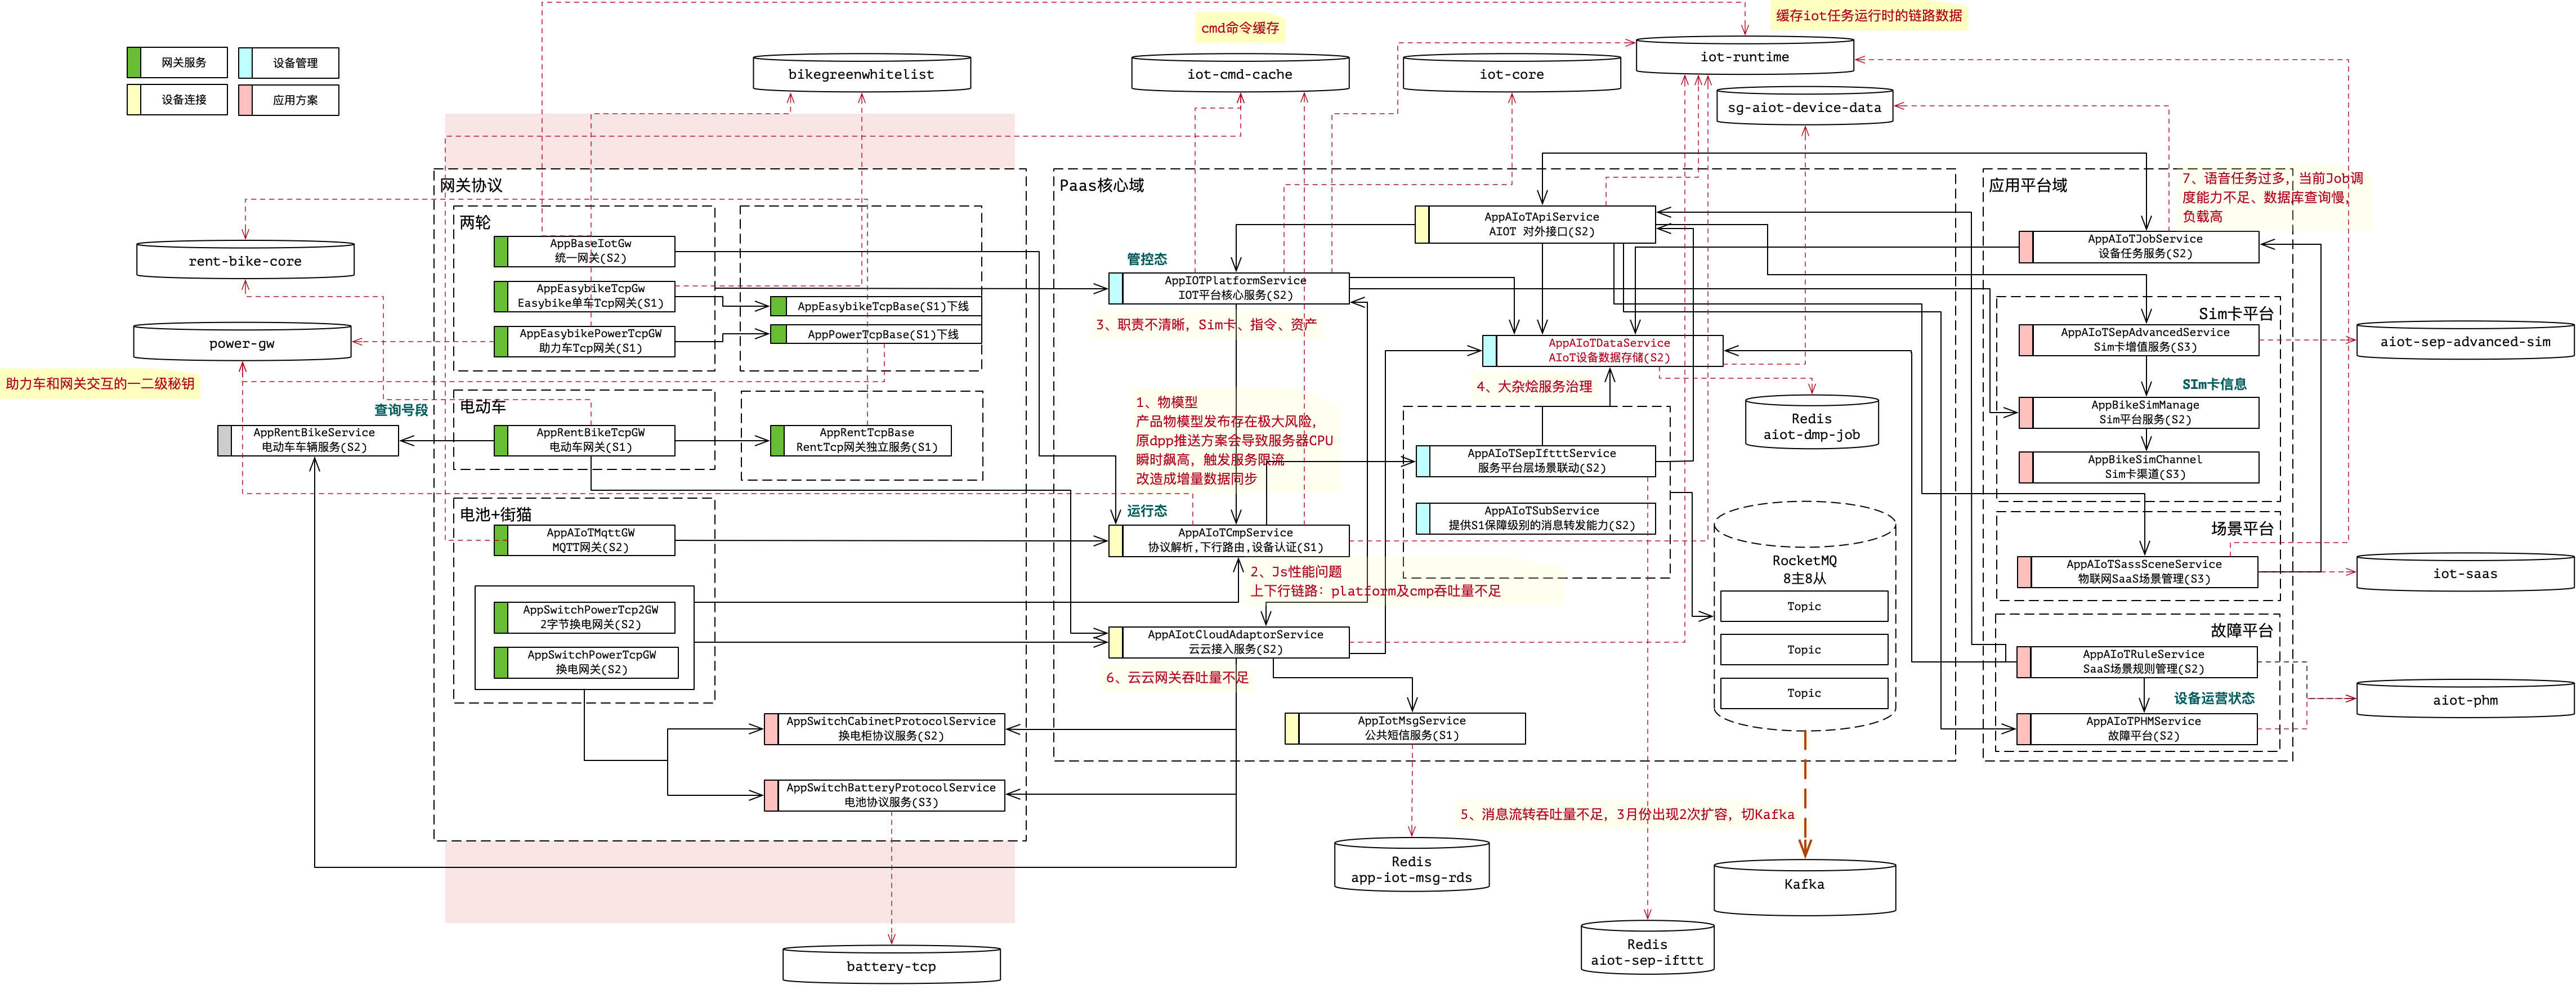 缓存iot任务运行时的链路数据
cmd命令缓存
网关服务
设备管理
设备连接
应用方案
bikegreenwhitelist
iot-cmd-cache
iot-core
iot-runtime
sg-aiot-device-data
网关协议
两轮
AppBaseIotGw
统一网关(S2)
AppEasybikeTcpGw
Easybike单车Tcp网关(S1)
AppEasybikePowerTcpGW
助力车Tcp网关(S1)
AppEasybikeTcpBase(S1)下线
AppPowerTcpBase(S1)下线
rent-bike-core
power-gw
助力车和网关交互的一二级秘钥
查询号段
AppRentBikeService
电动车车辆服务(S2)
电动车
AppRentBikeTcpGW
电动车网关(S1)
AppRentTcpBase
RentTcp网关独立服务(S1)
电池+街猫
AppAIoTMqttGW
MQTT网关(S2)
AppSwitchPowerTcp2GW
2字节换电网关(S2)
AppSwitchPowerTcpGW
换电网关(S2)
AppSwitchCabinetProtocolService
换电柜协议服务(S2)
AppSwitchBatteryProtocolService
电池协议服务(S3)
battery-tcp
Paas核心域
AppAIoTApiService
AIOT 对外接口(S2)
管控态
AppIOTPlatformService
IOT平台核心服务(S2)
3、职责不清晰，Sim卡、指令、资产
AppAIoTDataService
AIoT设备数据存储(S2)
4、大杂烩服务治理
1、物模型
产品物模型发布存在极大风险，
原dpp推送方案会导致服务器CPU
瞬时飙高，触发服务限流
改造成增量数据同步
Redis
aiot-dmp-job
AppAIoTSepIftttService
服务平台层场景联动(S2)
AppAIoTSubService
提供S1保障级别的消息转发能力(S2)
运行态
AppAIoTCmpService
协议解析,下行路由,设备认证(S1)
2、Js性能问题
上下行链路：platform及cmp吞吐量不足
AppAIotCloudAdaptorService
云云接入服务(S2)
6、云云网关吞吐量不足
AppIotMsgService
公共短信服务(S1)
RocketMQ
8主8从
Topic
Topic
Topic
5、消息流转吞吐量不足，3月份出现2次扩容，切Kafka
Redis
app-iot-msg-rds
Kafka
Redis
aiot-sep-ifttt
应用平台域
7、语音任务过多，当前Job调
度能力不足、数据库查询慢、
负载高
AppAIoTJobService
设备任务服务(S2)
Sim卡平台
AppAIoTSepAdvancedService
Sim卡增值服务(S3)
SIm卡信息
AppBikeSimManage
Sim平台服务(S2)
AppBikeSimChannel
Sim卡渠道(S3)
场景平台
AppAIoTSassSceneService
物联网SaaS场景管理(S3)
故障平台
AppAIoTRuleService
SaaS场景规则管理(S2)
设备运营状态
AppAIoTPHMService
故障平台(S2)
aiot-sep-advanced-sim
iot-saas
aiot-phm